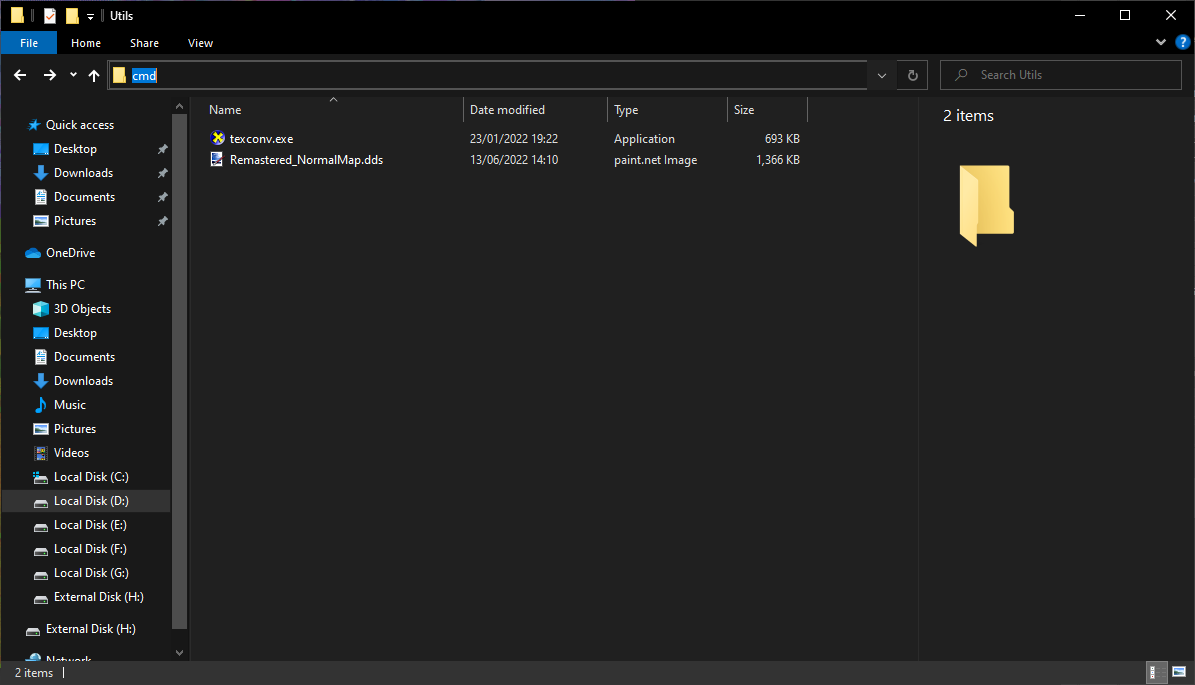 Utils
File Home Share View
cmd
Search Utils
Name Date modified Type Size
texconv.exe 23/01/2022 19:22 Application 693 KB
Remastered_NormalMap.dds 13/06/2022 14:10 paint.net Image 1,366 KB
2 items
Quick access
Desktop
Downloads
Documents
Pictures
OneDrive
This PC
3D Objects
Desktop
Documents
Downloads
Music
Pictures
Videos
Local Disk (C:)
Local Disk (D:)
Local Disk (E:)
Local Disk (F:)
Local Disk (G:)
External Disk (H:)
External Disk (H:)
Network
2 items